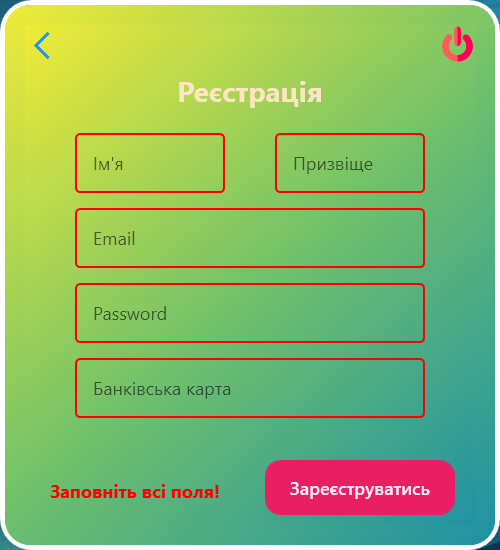 Реєстрація
Ім'я
Призвіще
Email
Password
Банківська карта
Заповніть всі поля!
Зареєструватись